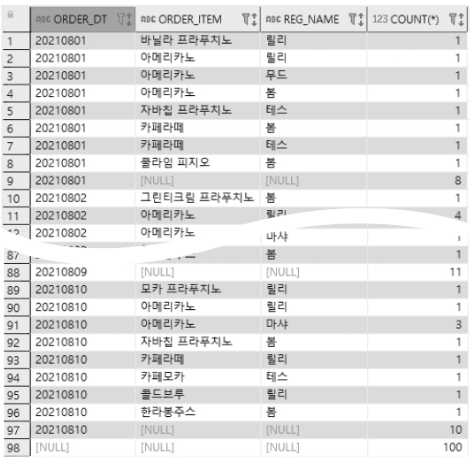 ABC ORDER_DT ABC ORDER_ITEM ABC REG_NAME 123 COUNT(*)
1 20210801 바닐라 프라푸치노 릴리 1
2 20210801 아메리카노 릴리 1
3 20210801 아메리카노 무드 1
4 20210801 아메리카노 봄 1
5 20210801 자바칩 프라푸치노 테스 1
6 20210801 카페라떼 봄 1
7 20210801 카페라떼 테스 1
8 20210801 쿨라임 피지오 봄 1
9 20210801 [NULL] [NULL] 8
10 20210802 그린티크림 프라푸치노 봄 1
11 20210802 아메리카노 릴리 4
12 20210802 아메리카노 마샤 1
87 봄 1
88 20210809 [NULL] [NULL] 11
89 20210810 모카 프라푸치노 릴리 1
90 20210810 아메리카노 릴리 1
91 20210810 아메리카노 마샤 3
92 20210810 자바칩 프라푸치노 봄 1
93 20210810 카페라떼 릴리 1
94 20210810 카페모카 테스 1
95 20210810 콜드브루 릴리 1
96 20210810 한라봉주스 봄 1
97 20210810 [NULL] [NULL] 10
98 [NULL] [NULL] [NULL] 100